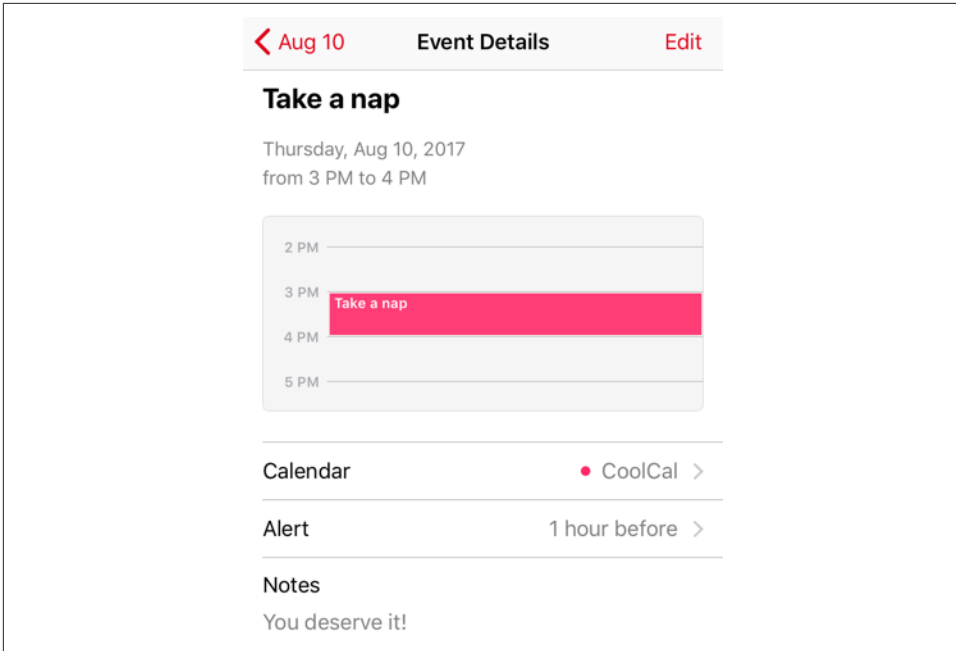 Aug 10 Event Details Edit
Take a nap
Thursday, Aug 10, 2017
from 3 PM to 4 PM
2 PM
3 PM
Take a nap
4 PM
5 PM
Calendar CoolCal
Alert 1 hour before
Notes
You deserve it!